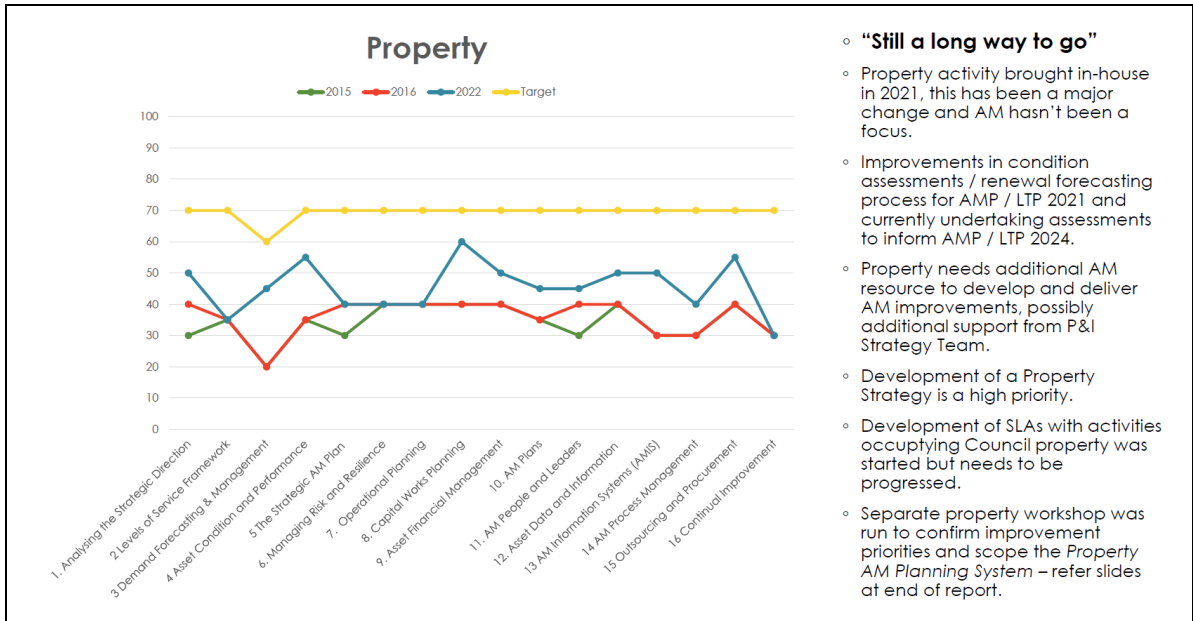 Property
2015 2016 2022 Target
100
90
80
70
60
50
40
30
20
10
0
1. Analysing the Strategic Direction
2 Levels of Service Framework
3 Demand Forecasting & Management
4 Asset Condition and Performance
5 The Strategic AM Plan
6. Managing Risk and Resilience
7. Operational Planning
8. Capital Works Planning
9. Asset Financial Management
10. AM Plans
11. AM People and Leaders
12. Asset Data and Information
13 AM Information Systems (AMIS)
14 AM Process Management
15 Outsourcing and Procurement
16 Continual Improvement
◦ “Still a long way to go”
◦ Property activity brought in-house
in 2021, this has been a major
change and AM hasn’t been a
focus.
◦ Improvements in condition
assessments / renewal forecasting
process for AMP / LTP 2021 and
currently undertaking assessments
to inform AMP / LTP 2024.
◦ Property needs additional AM
resource to develop and deliver
AM improvements, possibly
additional support from P&I
Strategy Team.
◦ Development of a Property
Strategy is a high priority.
◦ Development of SLAs with activities
occuptying Council property was
started but needs to be
progressed.
◦ Separate property workshop was
run to confirm improvement
priorities and scope the Property
AM Planning System – refer slides
at end of report.